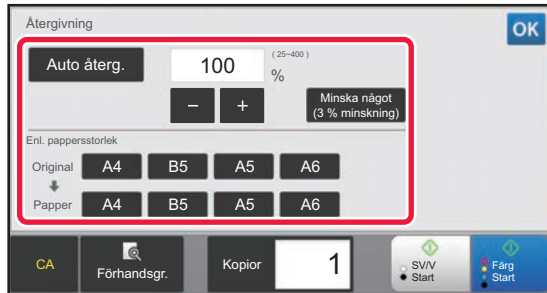 Återgivning
OK
Auto återg.
100
(25~400)
%
−
+
Minska något
(3 % minskning)
Enl. pappersstorlek
Original
A4
B5
A5
A6
Papper
A4
B5
A5
A6
CA
Förhandsgr.
Kopior
1
SV/V
Start
Färg
Start